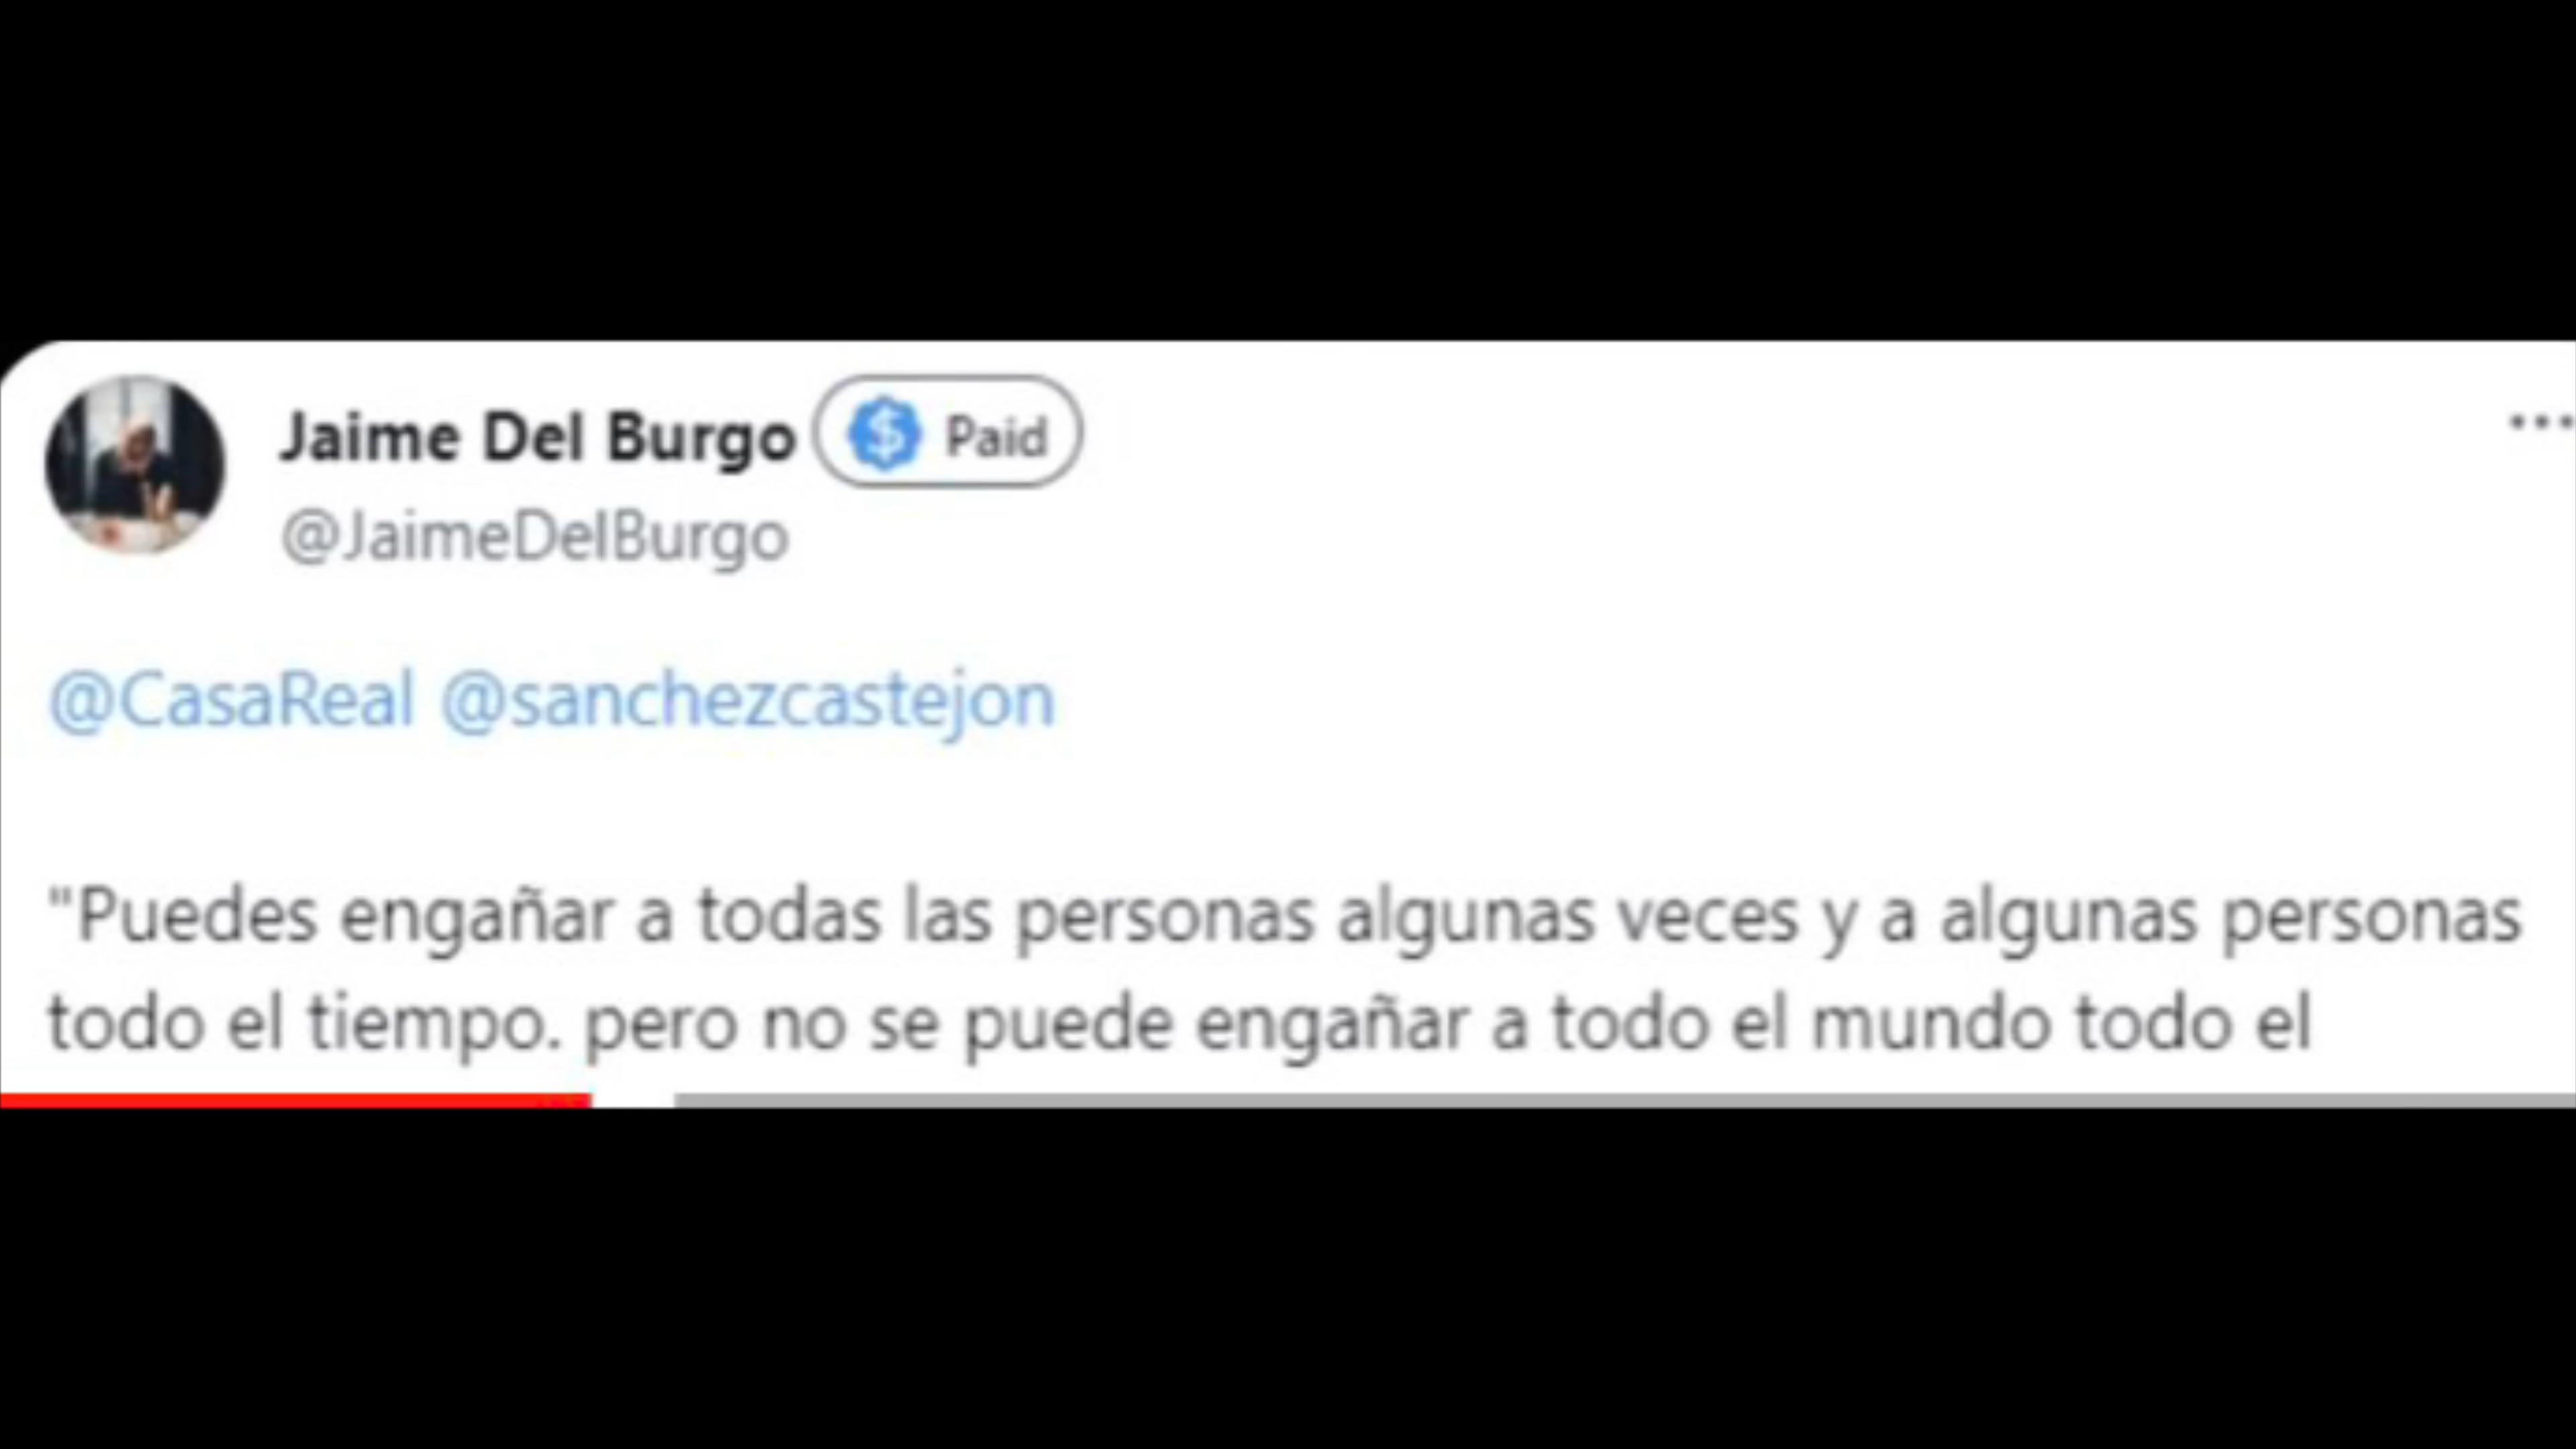 Jaime Del Burgo Paid
@JaimeDelBurgo
@CasaReal @sanchezcastejon
"Puedes engañar a todas las personas algunas veces y a algunas personas
todo el tiempo. pero no se puede engañar a todo el mundo todo el